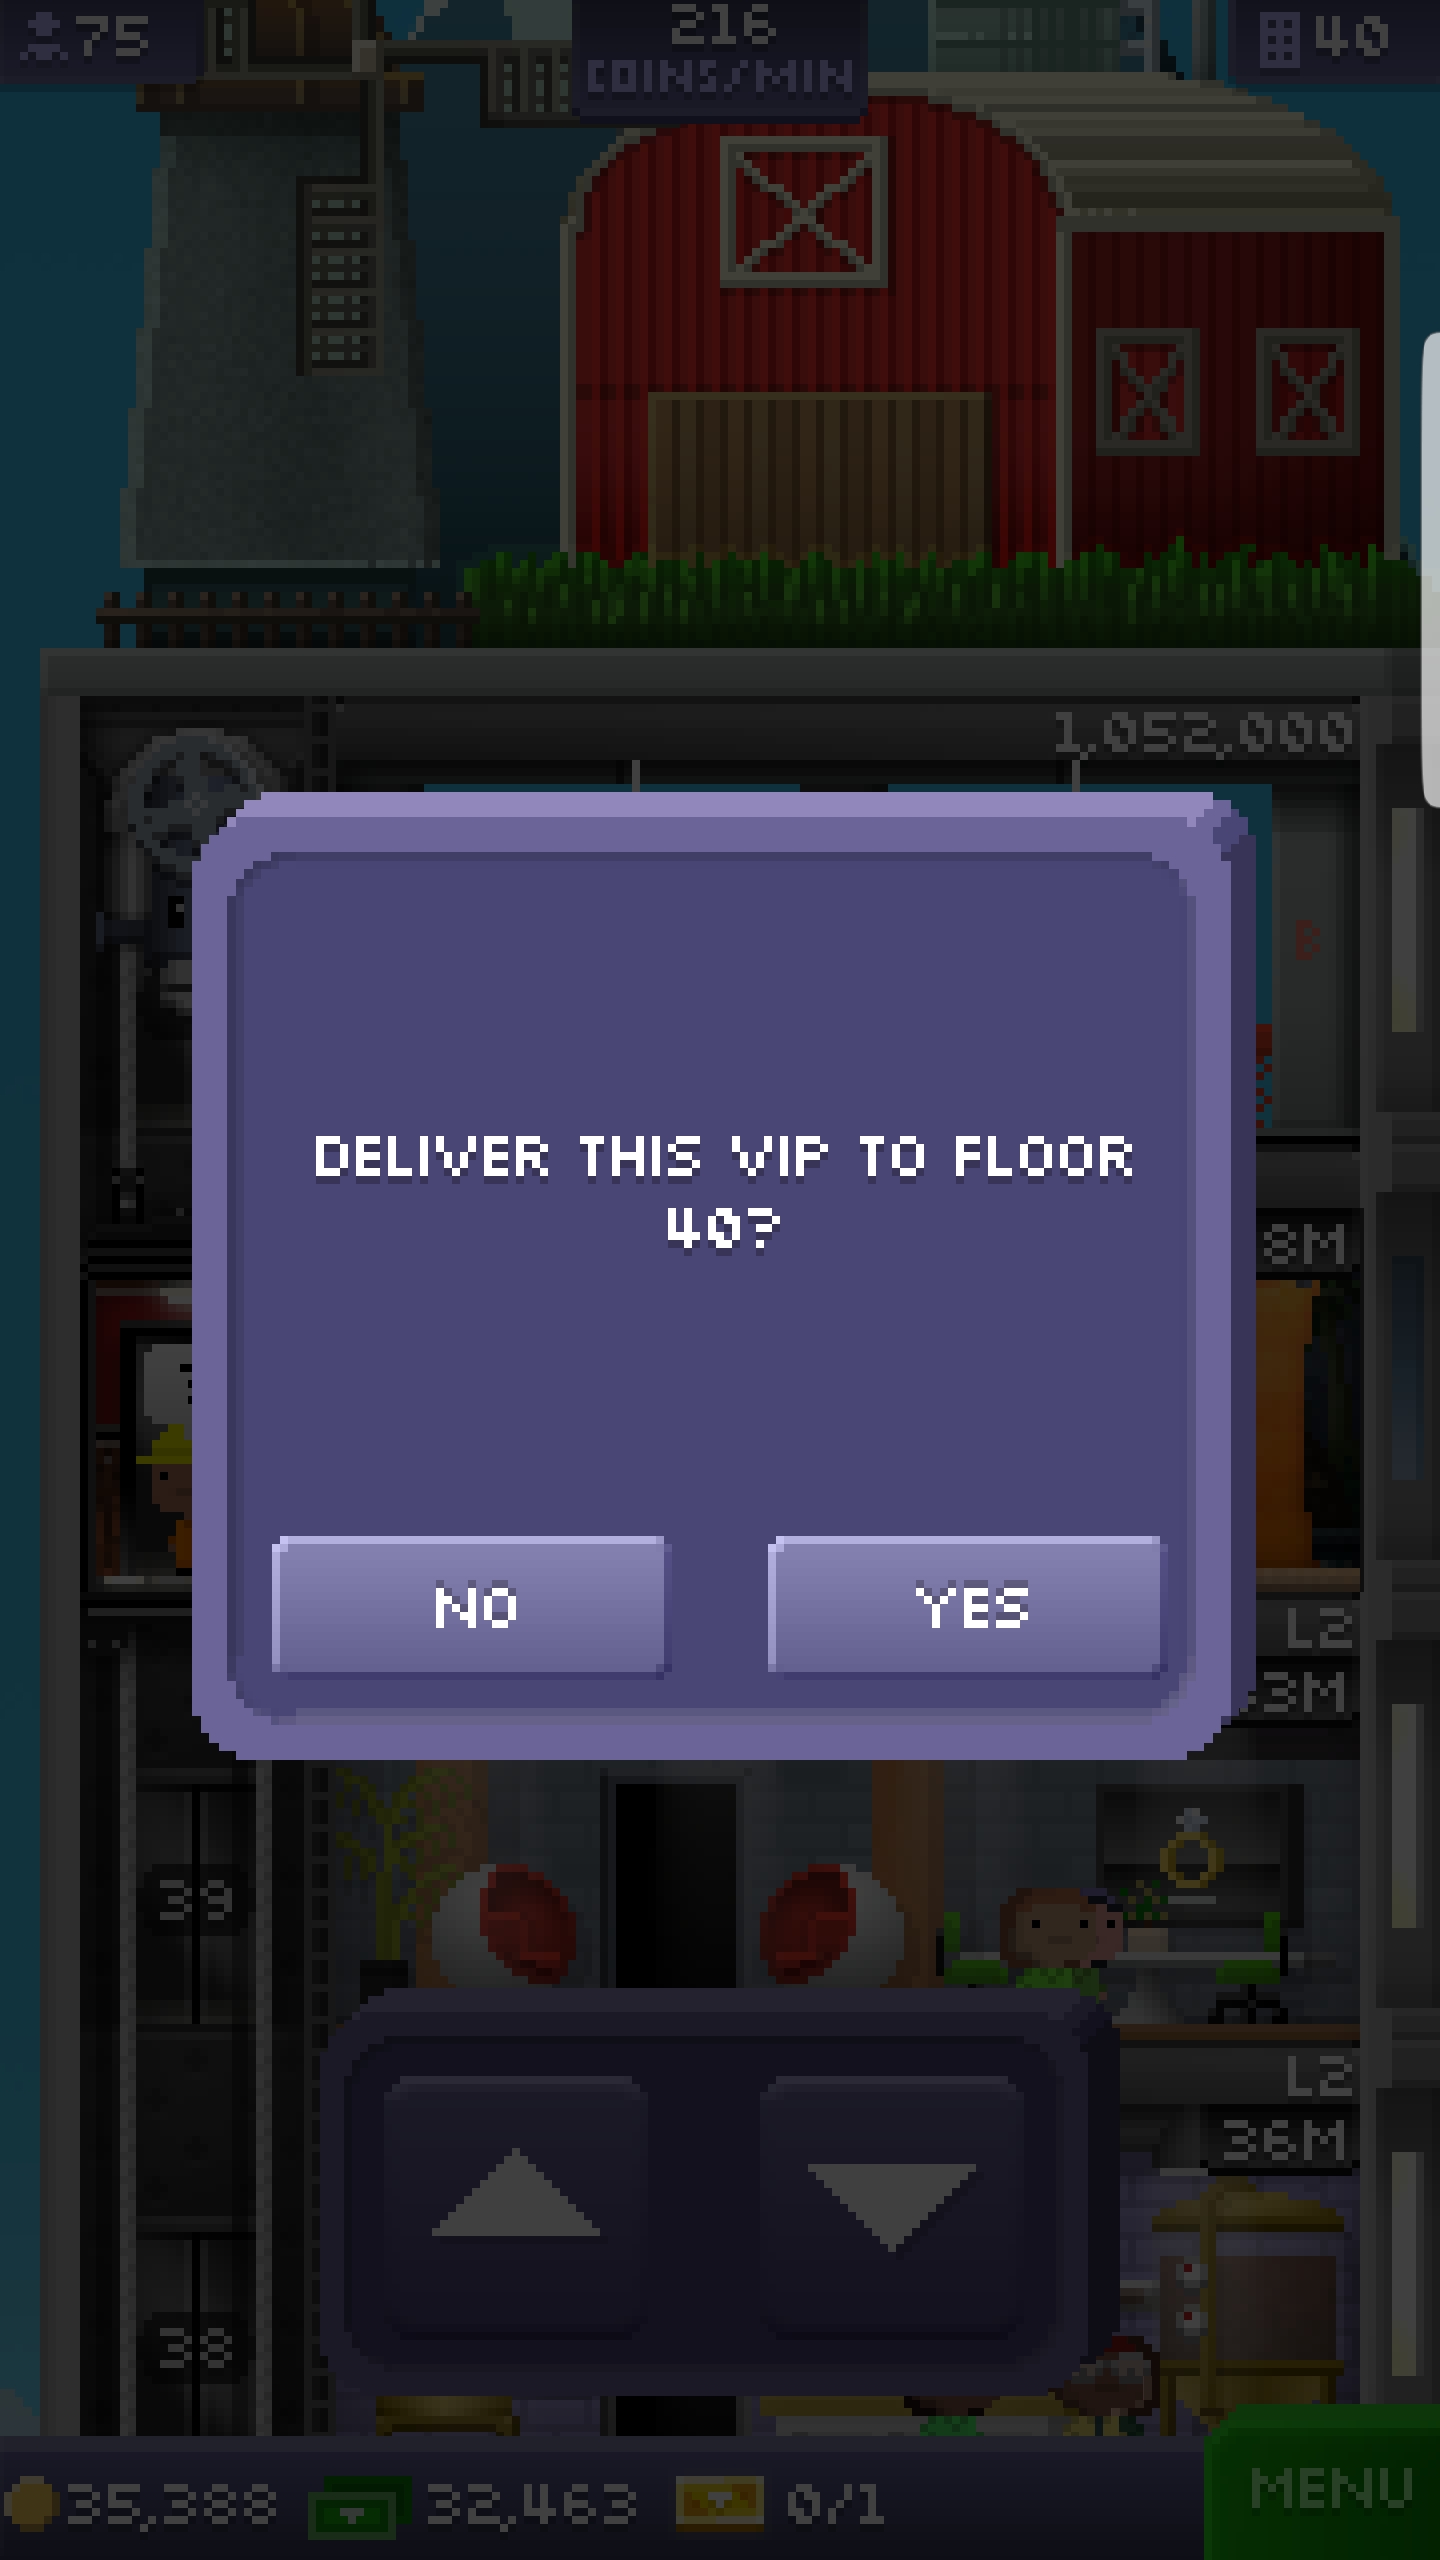 75
216
COINS/MIN
40
1,052,000
B
8M
DELIVER THIS VIP TO FLOOR
40?
NO
YES
L2
3M
39
L2
36M
38
35,388
32,463
0/1
MENU